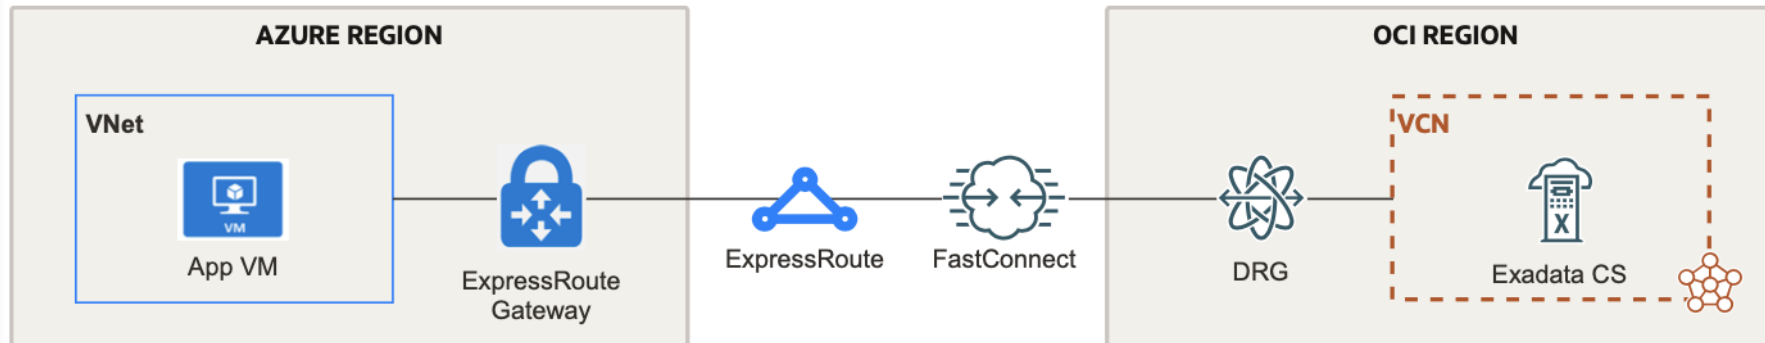 AZURE REGION
VNet
VM
App VM
ExpressRoute
Gateway
ExpressRoute
FastConnect
OCI REGION
DRG
VCN
X
Exadata CS